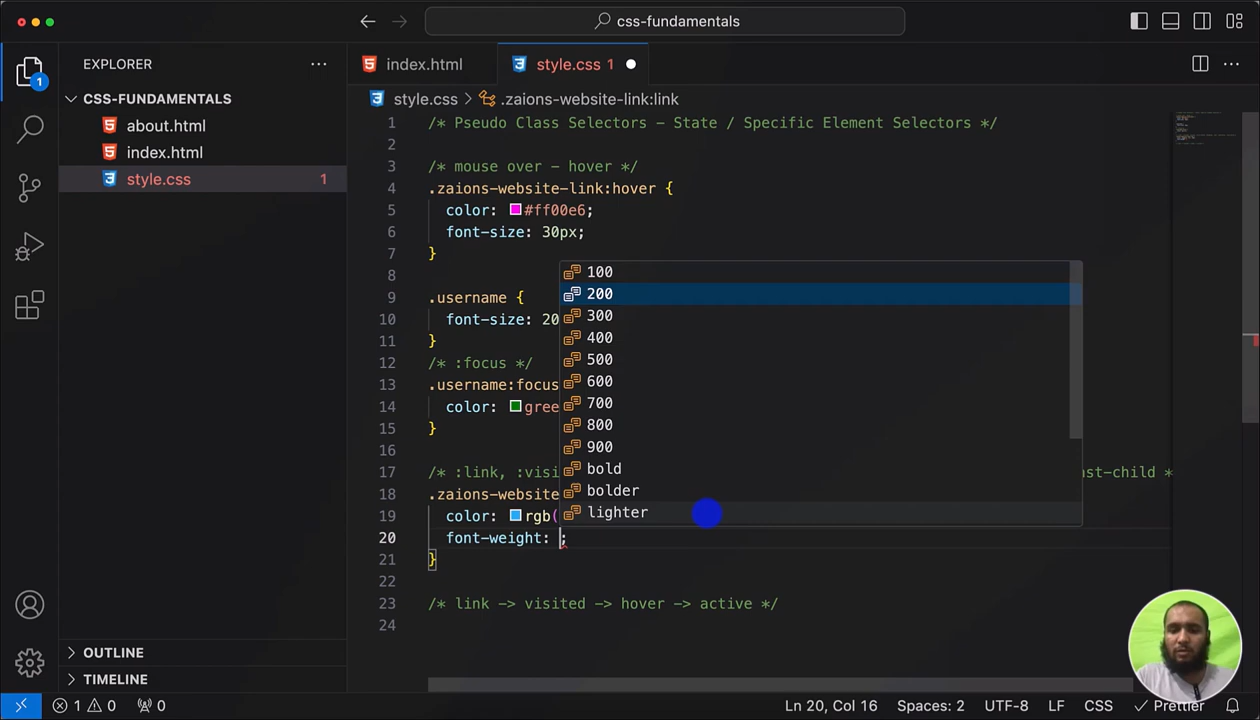 css-fundamentals
EXPLORER
index.html
style.css 1
CSS-FUNDAMENTALS
about.html
index.html
style.css 1
1
style.css > .zaions-website-link:link
1 /* Pseudo Class Selectors - State / Specific Element Selectors */
2
3 /* mouse over - hover */
4 .zaions-website-link:hover {
5 color: #ff00e6;
6 font-size: 30px;
7 }
8
9 .username {
10 font-size: 20
11 }
12 /* :focus */
13 .username:focus
14 color: gree
15 }
16
17 /* :link, :visi st-child *
18 .zaions-website
19 color: rgb(
20 font-weight: ;
21 }
22
23 /* link -> visited -> hover -> active */
24
100
200
300
400
500
600
700
800
900
bold
bolder
lighter
OUTLINE
TIMELINE
1 0 0 Ln 20, Col 16 Spaces: 2 UTF-8 LF CSS Prettier